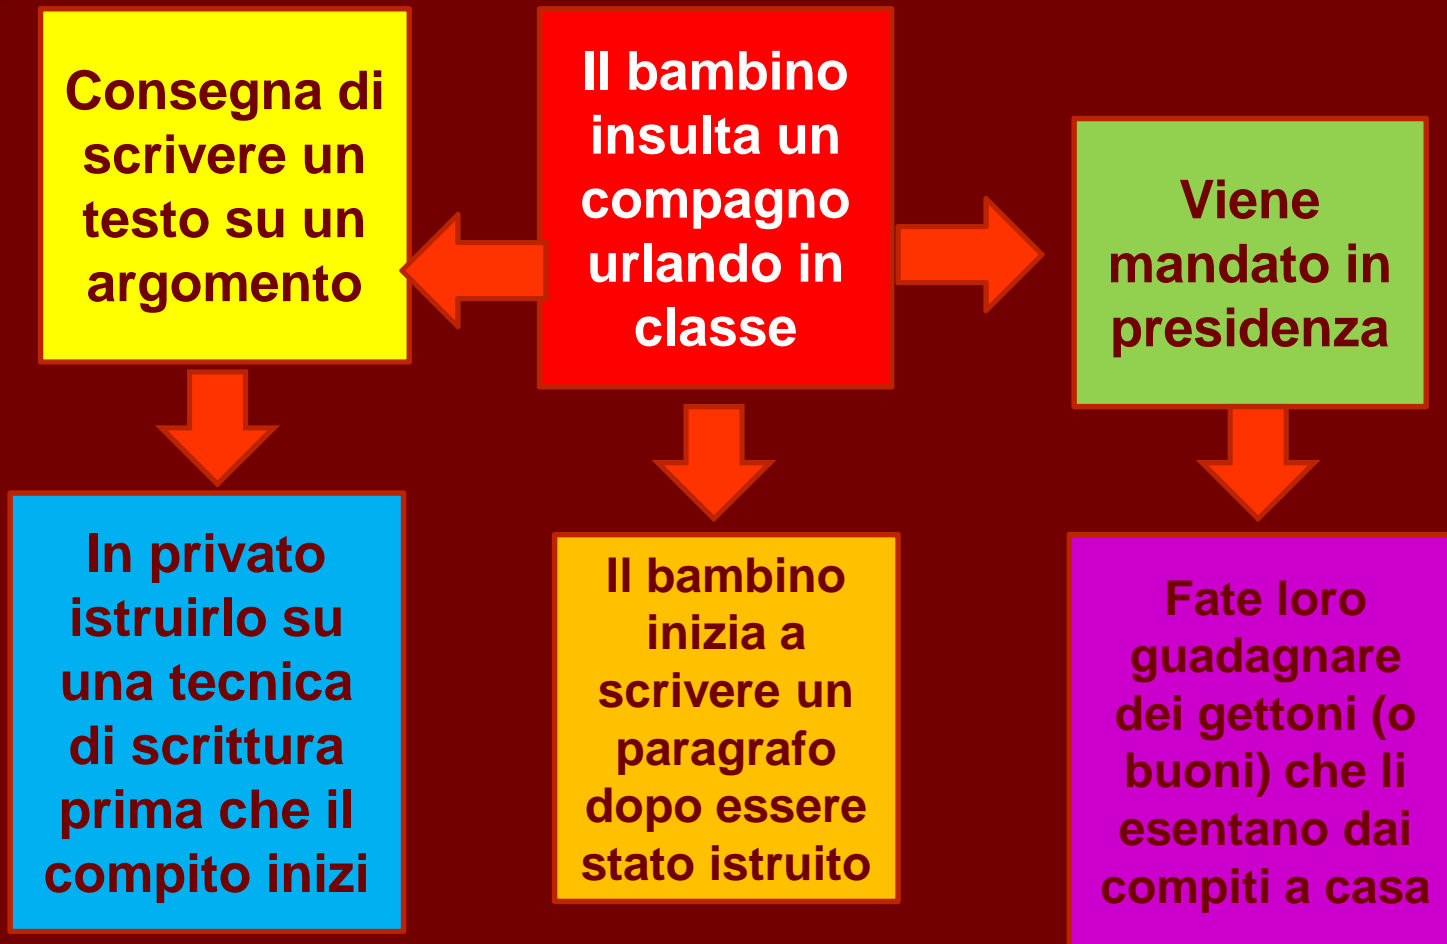 Consegna di
scrivere un
testo su un
argomento
Il bambino
insulta un
compagno
urlando in
classe
Viene
mandato in
presidenza
In privato
istruirlo su
una tecnica
di scrittura
prima che il
compito inizi
Il bambino
inizia a
scrivere un
paragrafo
dopo essere
stato istruito
Fate loro
guadagnare
dei gettoni (o
buoni) che li
esentano dai
compiti a casa